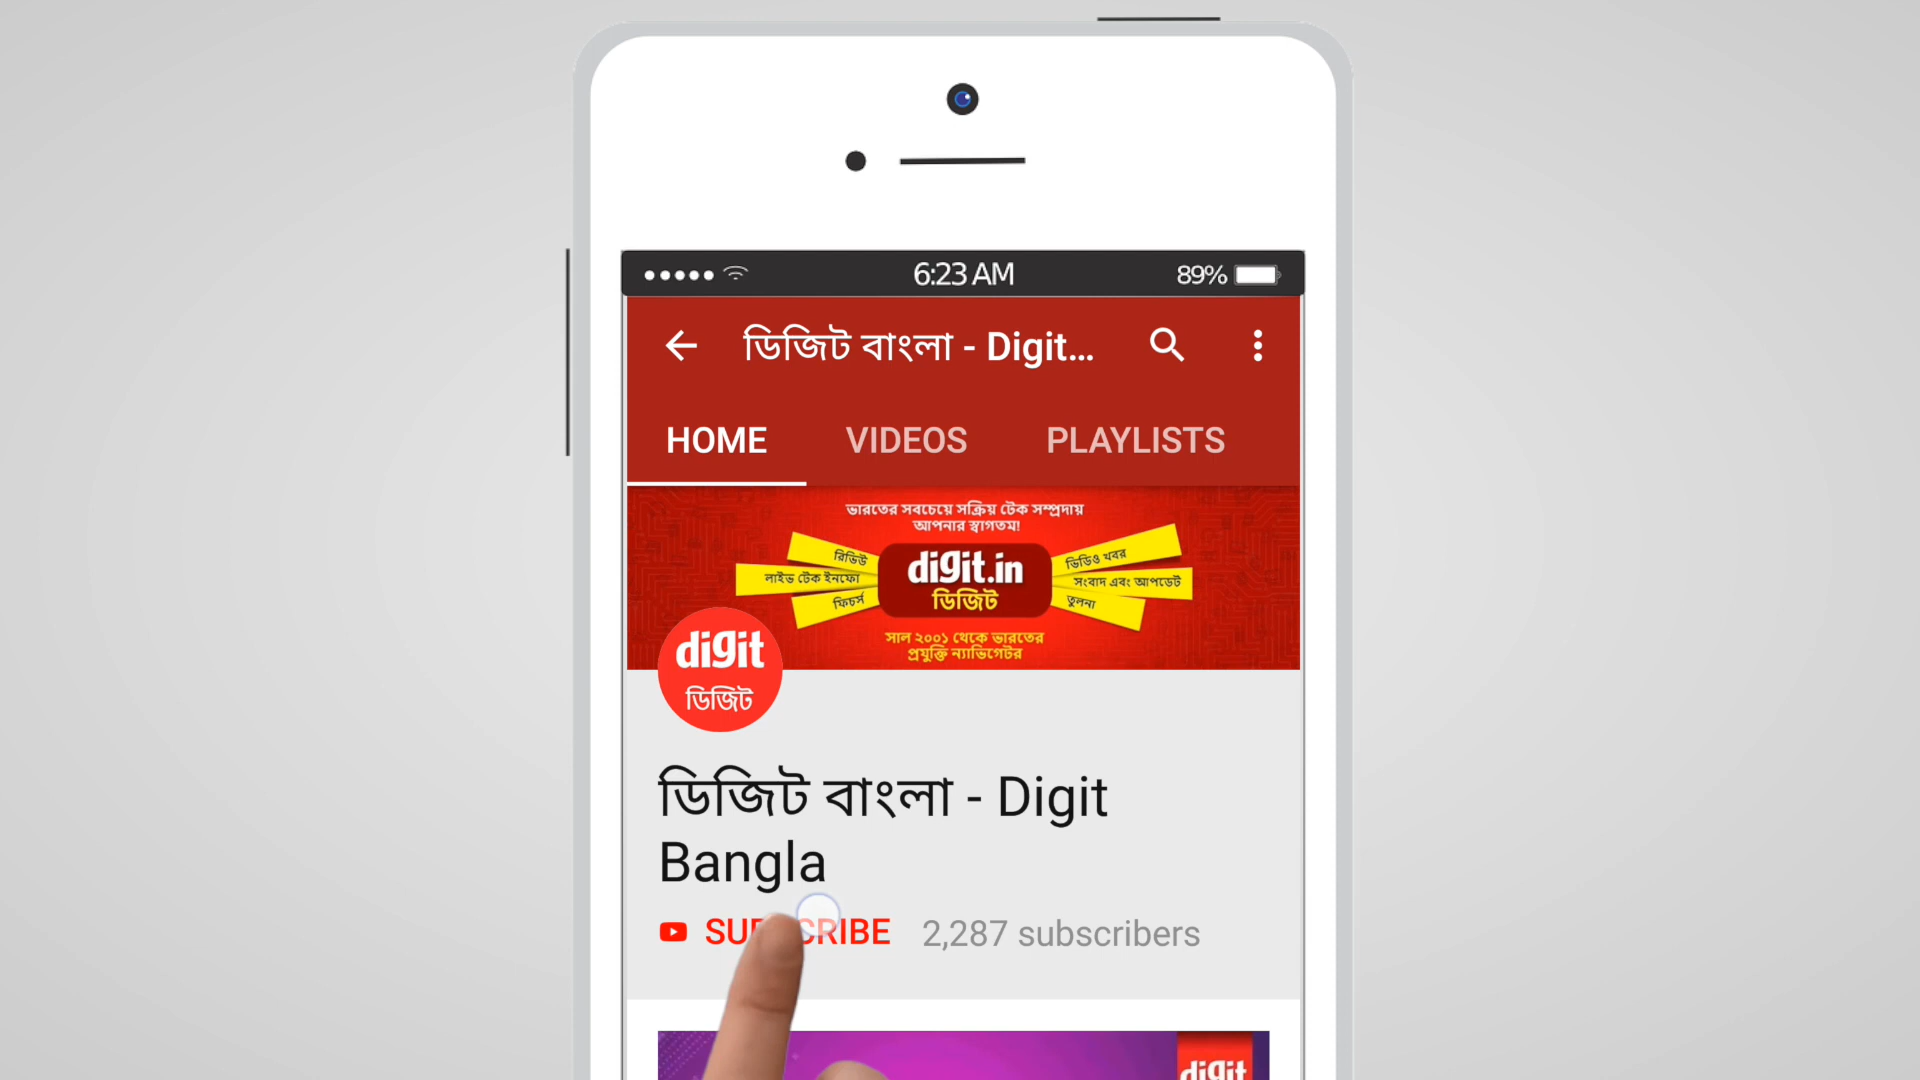 6:23 AM
89%
ডিজিট বাংলা - Digit...
HOME VIDEOS PLAYLISTS
ভারতের সবচেয়ে সক্রিয় টেক সম্প্রদায়
আপনার স্বাগতম!
রিভিউ
লাইভ টেক ইনফো
ফিচর্স
digit.in
ডিজিট
ভিডিও খবর
সংবাদ এবং আপডেট
তুলনা
সাল ২০০১ থেকে ভারতের
প্রযুক্তি ন্যাভিগেটর
digit
ডিজিট
ডিজিট বাংলা - Digit
Bangla
SUBSCRIBE 2,287 subscribers
digit